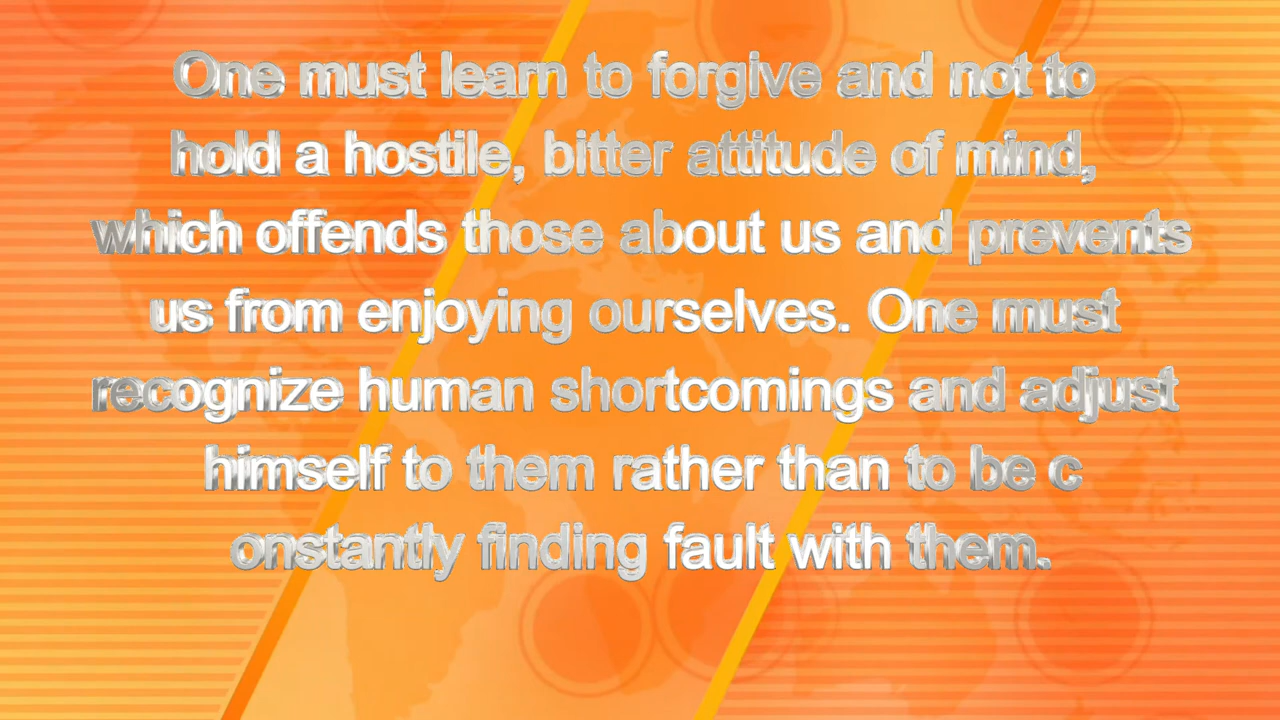 One must learn to forgive and not to
hold a hostile, bitter attitude of mind,
which offends those about us and prevents
us from enjoying ourselves. One must
recognize human shortcomings and adjust
himself to them rather than to be c
onstantly finding fault with them.